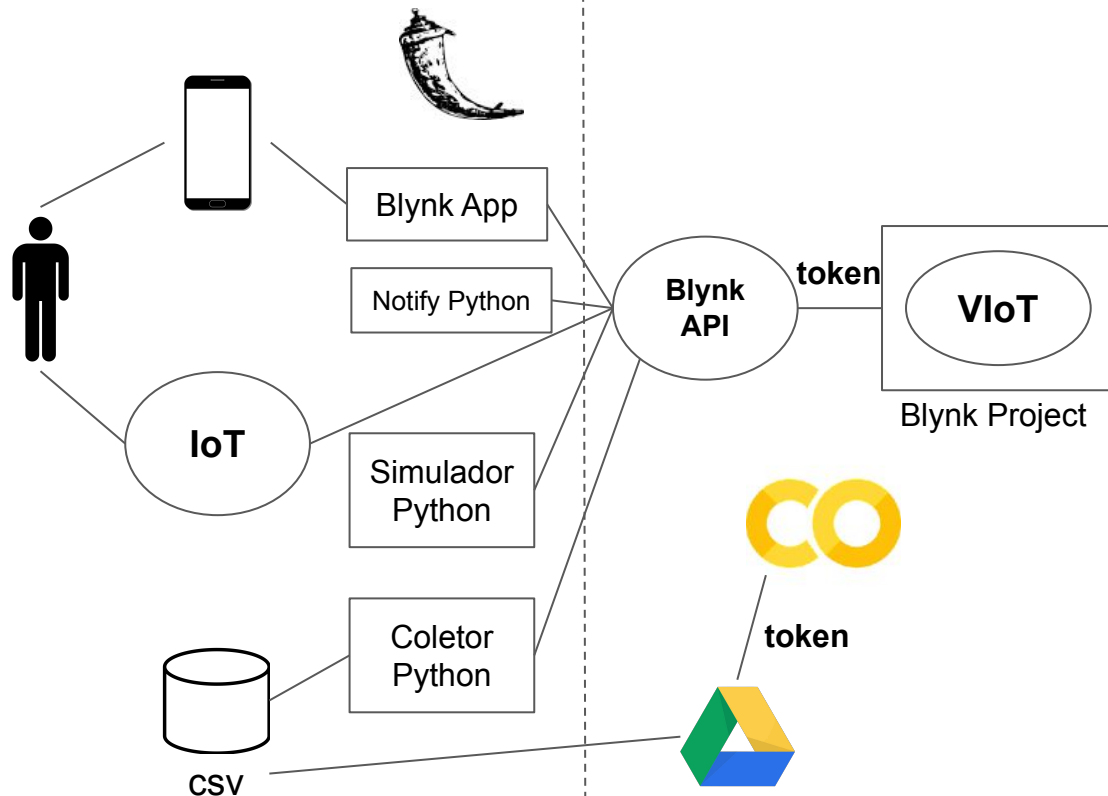 Blynk App
Notify Python
Blynk
API
token
VIoT
Blynk Project
IoT
Simulador
Python
Coletor
Python
token
csv